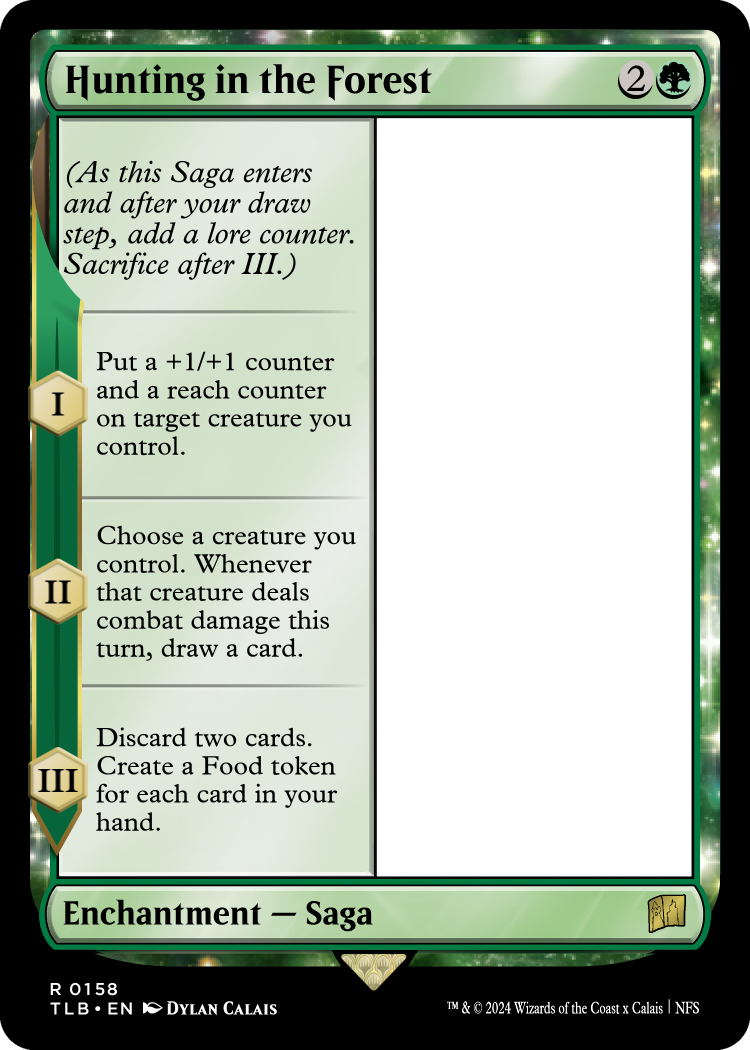 Hunting in the Forest 2
(As this Saga enters
and after your draw
step, add a lore counter.
Sacrifice after III.)
I
Put a +1/+1 counter
and a reach counter
on target creature you
control.
II
Choose a creature you
control. Whenever
that creature deals
combat damage this
turn, draw a card.
III
Discard two cards.
Create a Food token
for each card in your
hand.
Enchantment — Saga
R 0158
TLB • EN DYLAN CALAIS
™ & © 2024 Wizards of the Coast x Calais | NFS